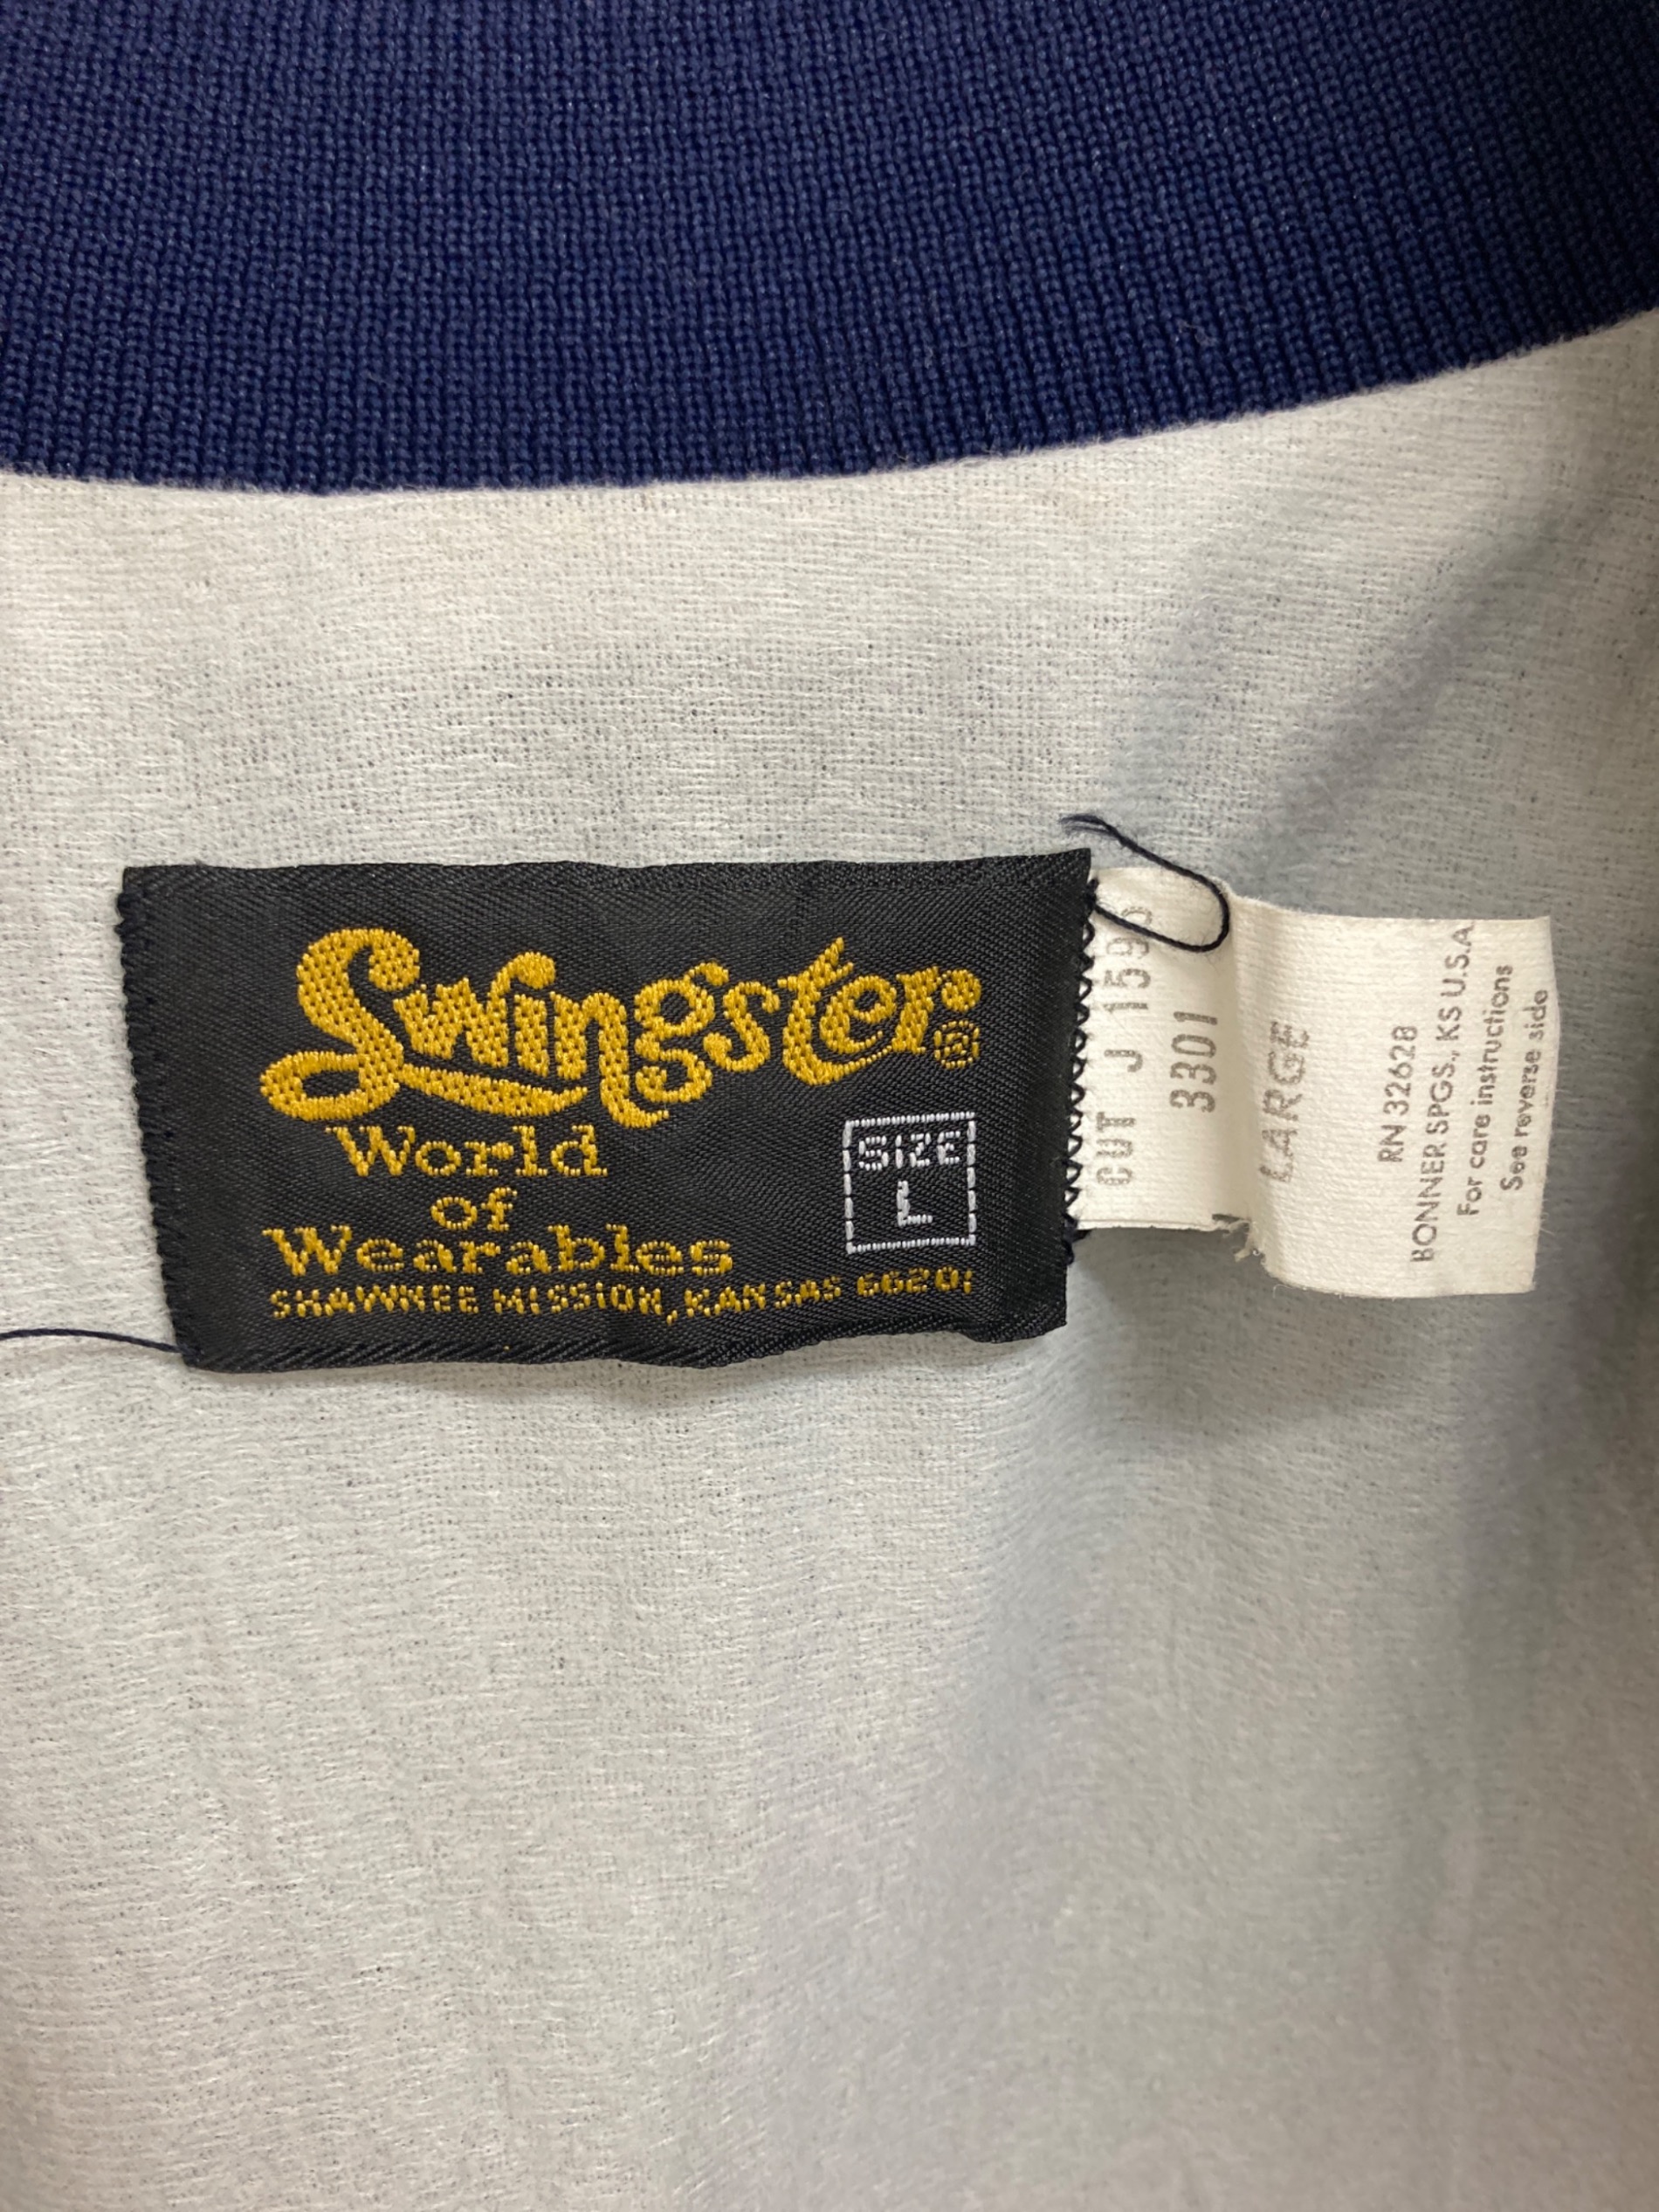 Swingster®
World
of
Wearables
SHAWNEE MISSION, KANSAS 66201
SIZE
L
CUT J
3301
LARGE
RN 32628
BONNER SPGS., KS U.S.A.
For care instructions
See reverse side